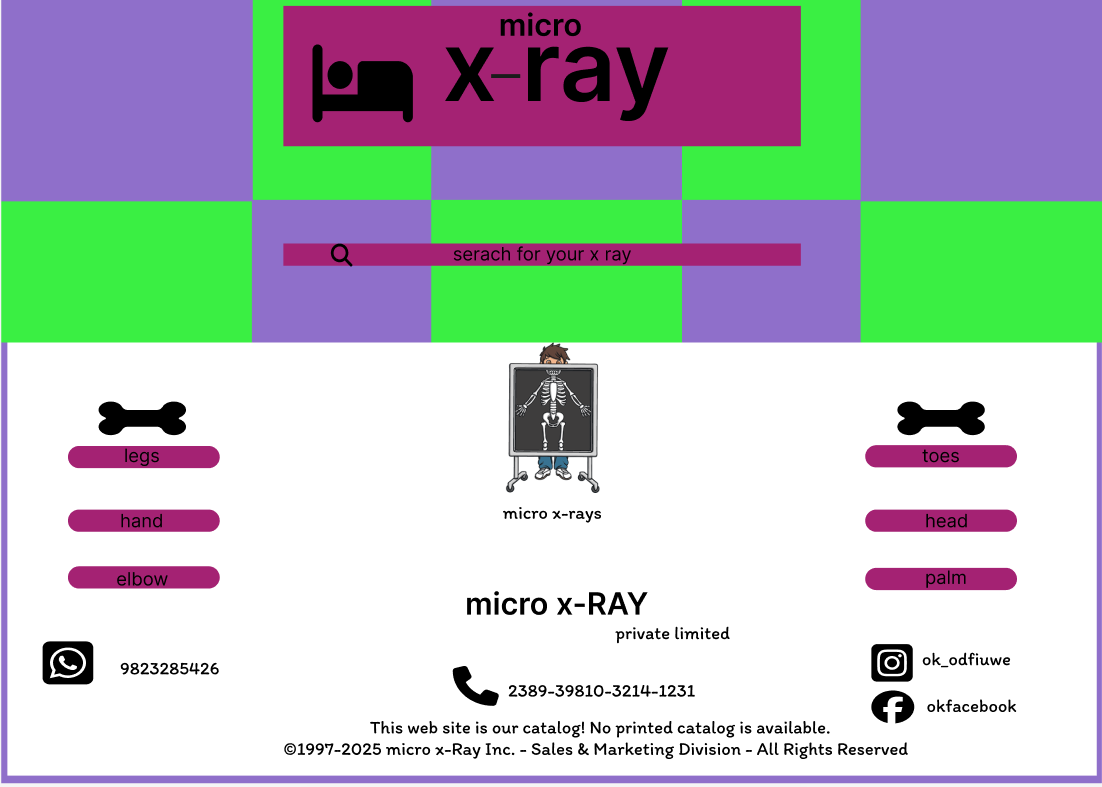 micro
x-ray
serach for your x ray
legs
hand
elbow
micro x-rays
toes
head
palm
micro x-RAY
private limited
9823285426
2389-39810-3214-1231
ok_odfiuwe
okfacebook
This web site is our catalog! No printed catalog is available.
©1997-2025 micro x-Ray Inc. - Sales & Marketing Division - All Rights Reserved